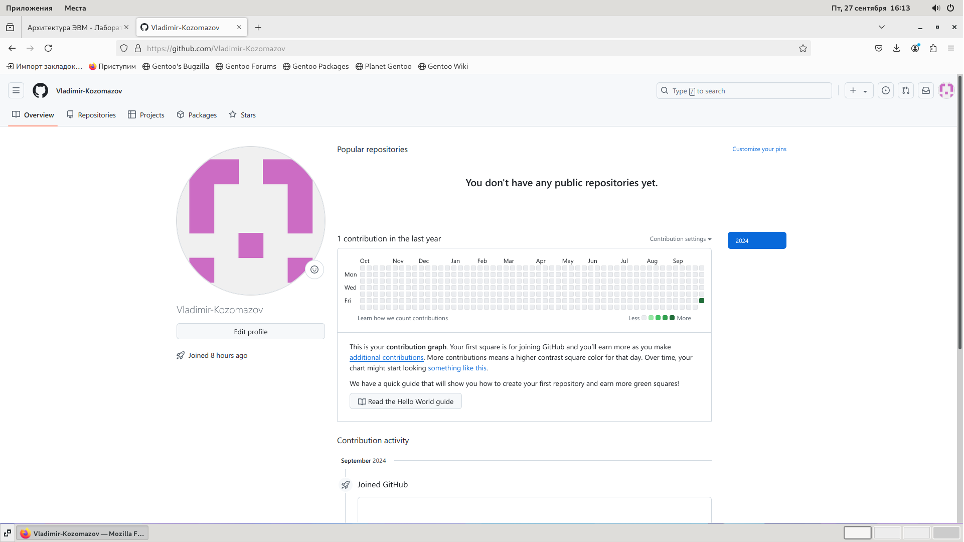 Приложения Места Пт, 27 сентября 16:13
Архитектура ЭВМ - Лабора Vladimir-Kozomazov
https://github.com/Vladimir-Kozomazov
Импорт закладок… Приступим Gentoo's Bugzilla Gentoo Forums Gentoo Packages Planet Gentoo Gentoo Wiki
Vladimir-Kozomazov Type / to search
Overview Repositories Projects Packages Stars
Popular repositories Customize your pins
You don't have any public repositories yet.
1 contribution in the last year Contribution settings 2024
Oct Nov Dec Jan Feb Mar Apr May Jun Jul Aug Sep
Mon
Wed
Fri
Learn how we count contributions Less More
Vladimir-Kozomazov
Edit profile
Joined 8 hours ago
This is your contribution graph. Your first square is for joining GitHub and you'll earn more as you make
additional contributions. More contributions means a higher contrast square color for that day. Over time, your
chart might start looking something like this.
We have a quick guide that will show you how to create your first repository and earn more green squares!
Read the Hello World guide
Contribution activity
September 2024
Joined GitHub
Vladimir-Kozomazov — Mozilla F…